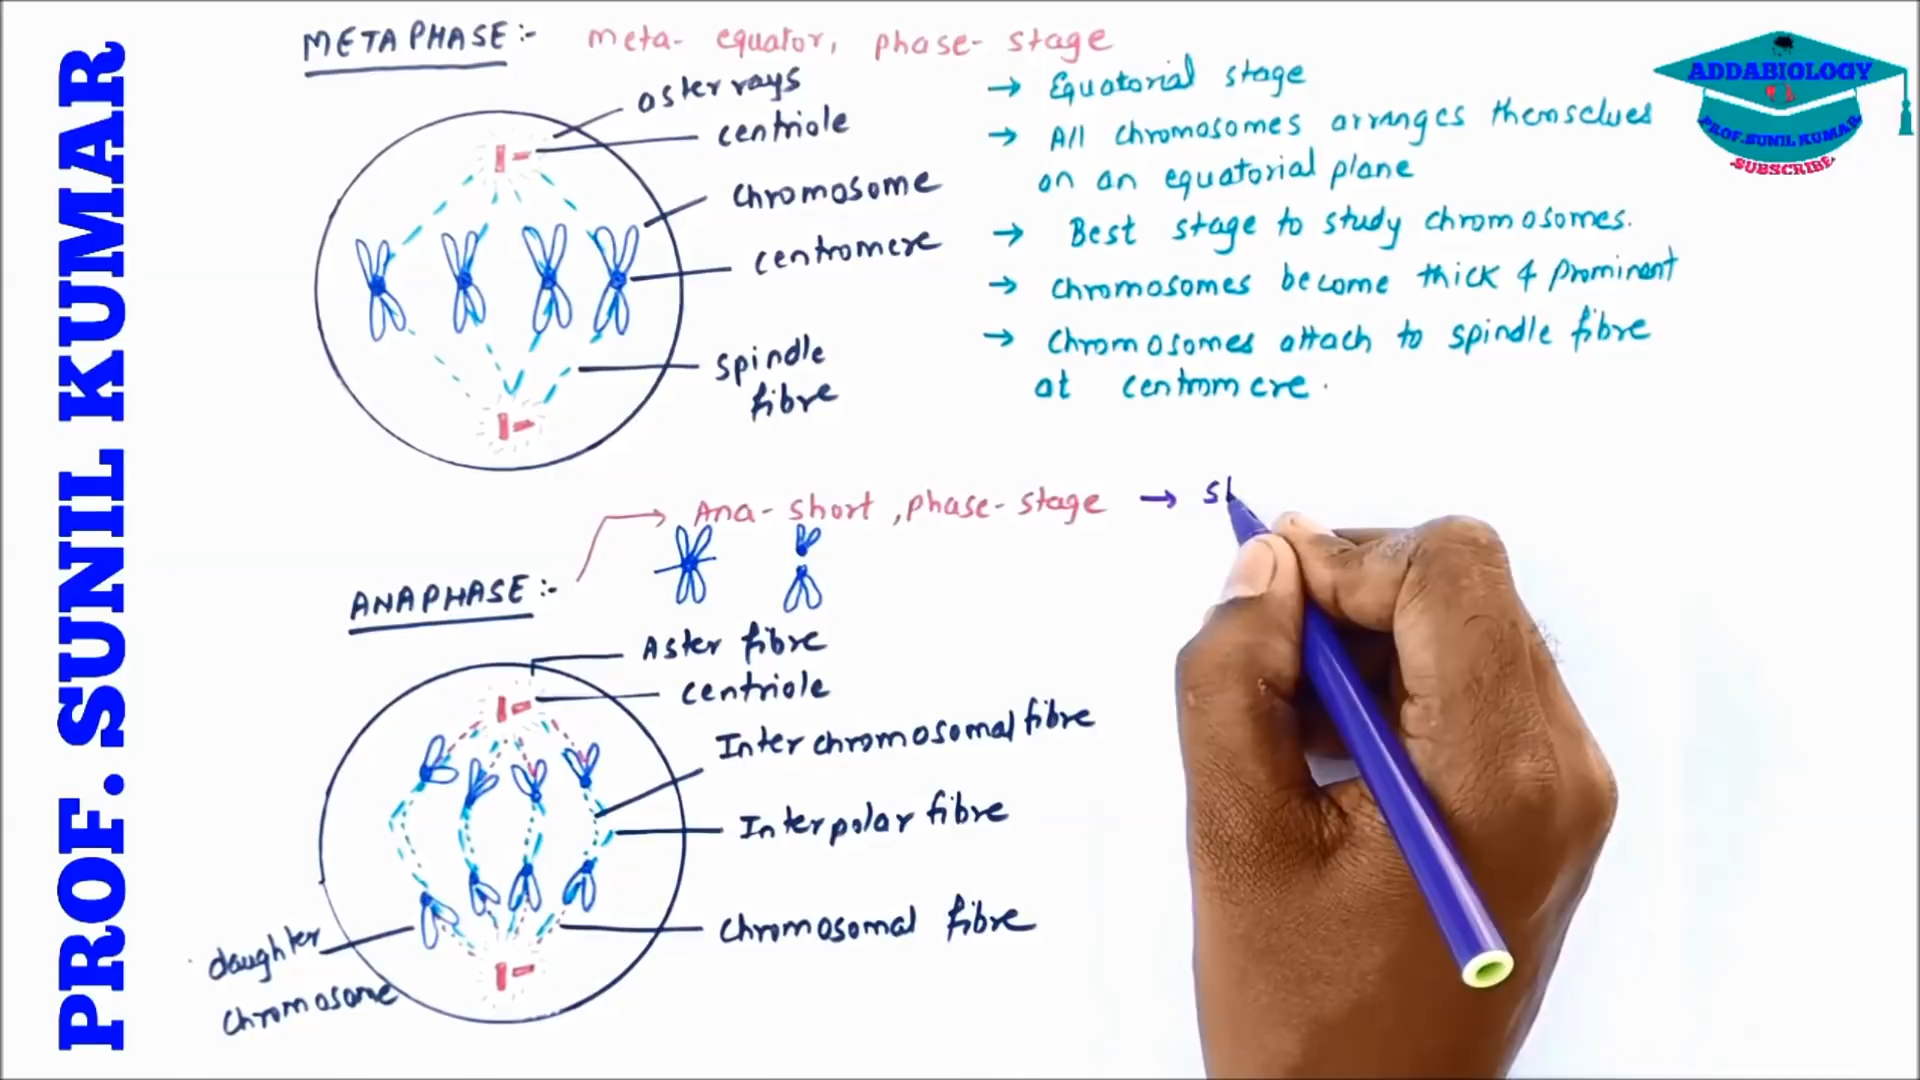 PROF. SUNIL KUMAR
METAPHASE:- meta- equator, phase- stage
aster rays
centriole
chromosome
centromere
spindle
fibre
→ Equatorial stage
→ All chromosomes arranges themselves
on an equatorial plane
→ Best stage to study chromosomes.
→ chromosomes become thick & prominent
→ chromosomes attach to spindle fibre
at centromere.
ADDABIOLOGY
PROF.SUNIL KUMAR
SUBSCRIBE
Ana- short, phase- stage → sh
ANAPHASE:-
Aster fibre
centriole
Inter chromosomal fibre
Interpolar fibre
chromosomal fibre
daughter
chromosome